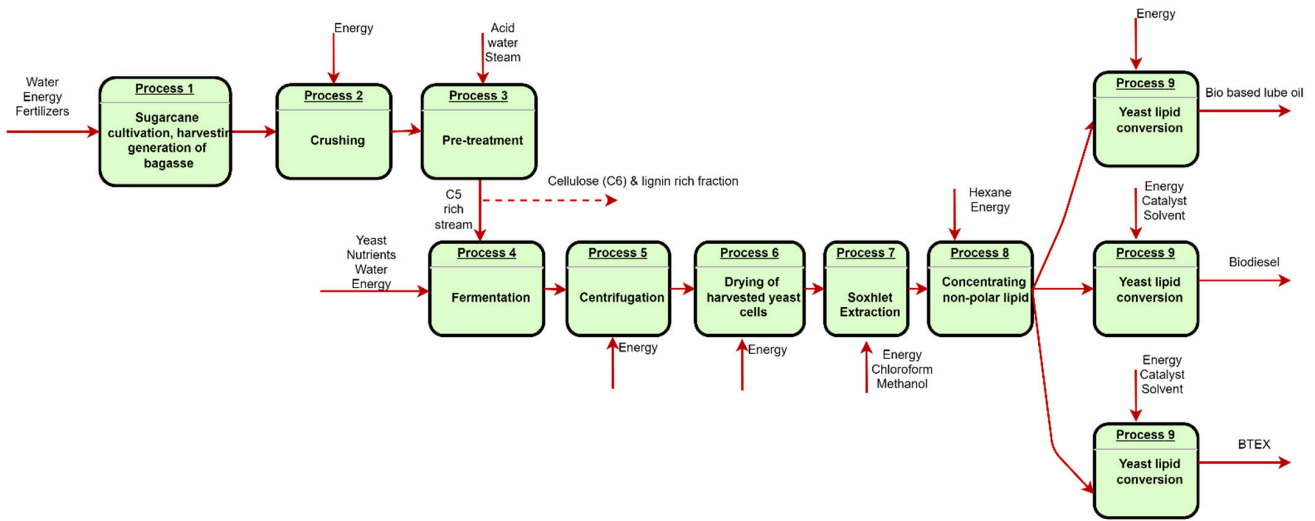 Water
Energy
Fertilizers
Process 1
Sugarcane
cultivation, harvestin
generation of
bagasse
Energy
Process 2
Crushing
Acid
water
Steam
Process 3
Pre-treatment
C5
rich
stream
Cellulose (C6) & lignin rich fraction
Yeast
Nutrients
Water
Energy
Process 4
Fermentation
Process 5
Centrifugation
Energy
Process 6
Drying of
harvested yeast
cells
Energy
Process 7
Soxhlet
Extraction
Energy
Chloroform
Methanol
Hexane
Energy
Process 8
Concentrating
non-polar lipid
Energy
Process 9
Yeast lipid
conversion
Bio based lube oil
Energy
Catalyst
Solvent
Process 9
Yeast lipid
conversion
Biodiesel
Energy
Catalyst
Solvent
Process 9
Yeast lipid
conversion
BTEX